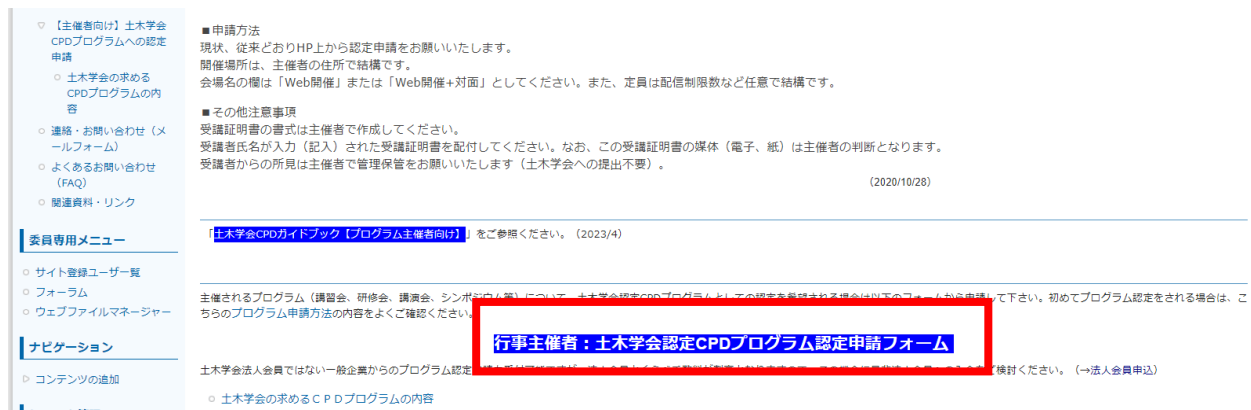 ▽ 【主催者向け】土木学会
CPDプログラムへの認定
申請
○ 土木学会の求める
CPDプログラムの内
容
○ 連絡・お問い合わせ（メ
ールフォーム）
○ よくあるお問い合わせ
（FAQ）
○ 関連資料・リンク
委員専用メニュー
○ サイト登録ユーザ一覧
○ フォーラム
○ ウェブファイルマネージャー
ナビゲーション
▷ コンテンツの追加
■申請方法
現状、従来どおりHP上から認定申請をお願いいたします。
開催場所は、主催者の住所で結構です。
会場名の欄は「Web開催」または「Web開催+対面」としてください。また、定員は配信制限数など任意で結構です。
■その他注意事項
受講証明書の書式は主催者で作成してください。
受講者氏名が入力（記入）された受講証明書を配付してください。なお、この受講証明書の媒体（電子、紙）は主催者の判断となります。
受講者からの所見は主催者で管理保管をお願いいたします（土木学会への提出不要）。
（2020/10/28）
「土木学会CPDガイドブック【プログラム主催者向け】」をご参照ください。（2023/4）
主催されるプログラム（講習会、研修会、講演会、シンポジウム等）について、土木学会認定CPDプログラムとしての認定を希望される場合は以下のフォームから申請して下さい。初めてプログラム認定をされる場合は、こ
ちらのプログラム申請方法の内容をよくご確認ください。
行事主催者：土木学会認定CPDプログラム認定申請フォーム
土木学会法人会員ではない一般企業からのプログラム認定 検討ください。（→法人会員申込）
○ 土木学会の求めるＣＰＤプログラムの内容